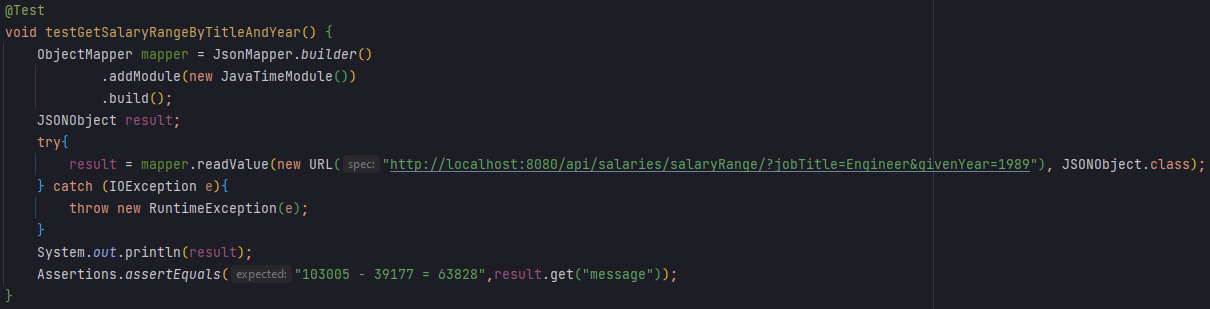 @Test
void testGetSalaryRangeByTitleAndYear() {
ObjectMapper mapper = JsonMapper.builder()
.addModule(new JavaTimeModule())
.build();
JSONObject result;
try{
result = mapper.readValue(new URL( spec: "http://localhost:8080/api/salaries/salaryRange/?jobTitle=Engineer&givenYear=1989"), JSONObject.class);
} catch (IOException e){
throw new RuntimeException(e);
}
System.out.println(result);
Assertions.assertEquals( expected: "103005 - 39177 = 63828",result.get("message"));
}